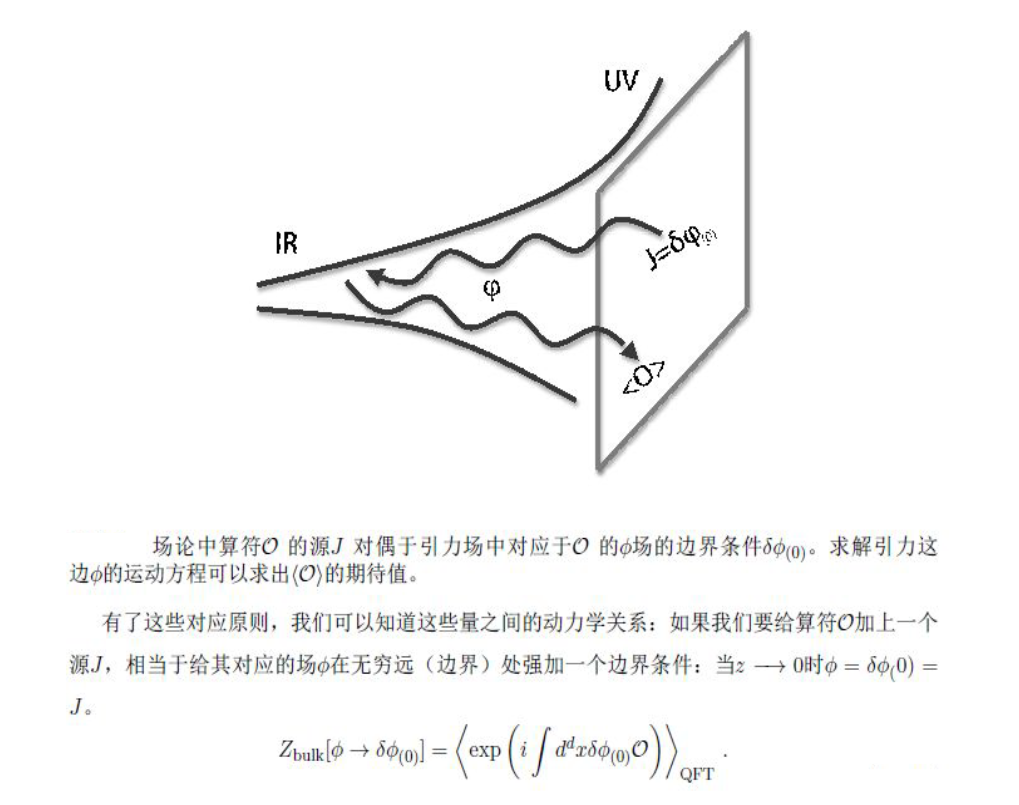 UV
IR
J=δφ(0)
φ
<O>
场论中算符𝒪 的源J 对偶于引力场中对应于𝒪 的ϕ场的边界条件δϕ(0)。求解引力这
边ϕ的运动方程可以求出⟨𝒪⟩的期待值。
有了这些对应原则，我们可以知道这些量之间的动力学关系：如果我们要给算符𝒪加上一个
源J，相当于给其对应的场ϕ在无穷远（边界）处强加一个边界条件：当z ⟶ 0时ϕ = δϕ(0) =
J。
Z_bulk[ϕ → δϕ(0)] = ⟨exp (i ∫ d^d xδϕ(0)𝒪)⟩_QFT .